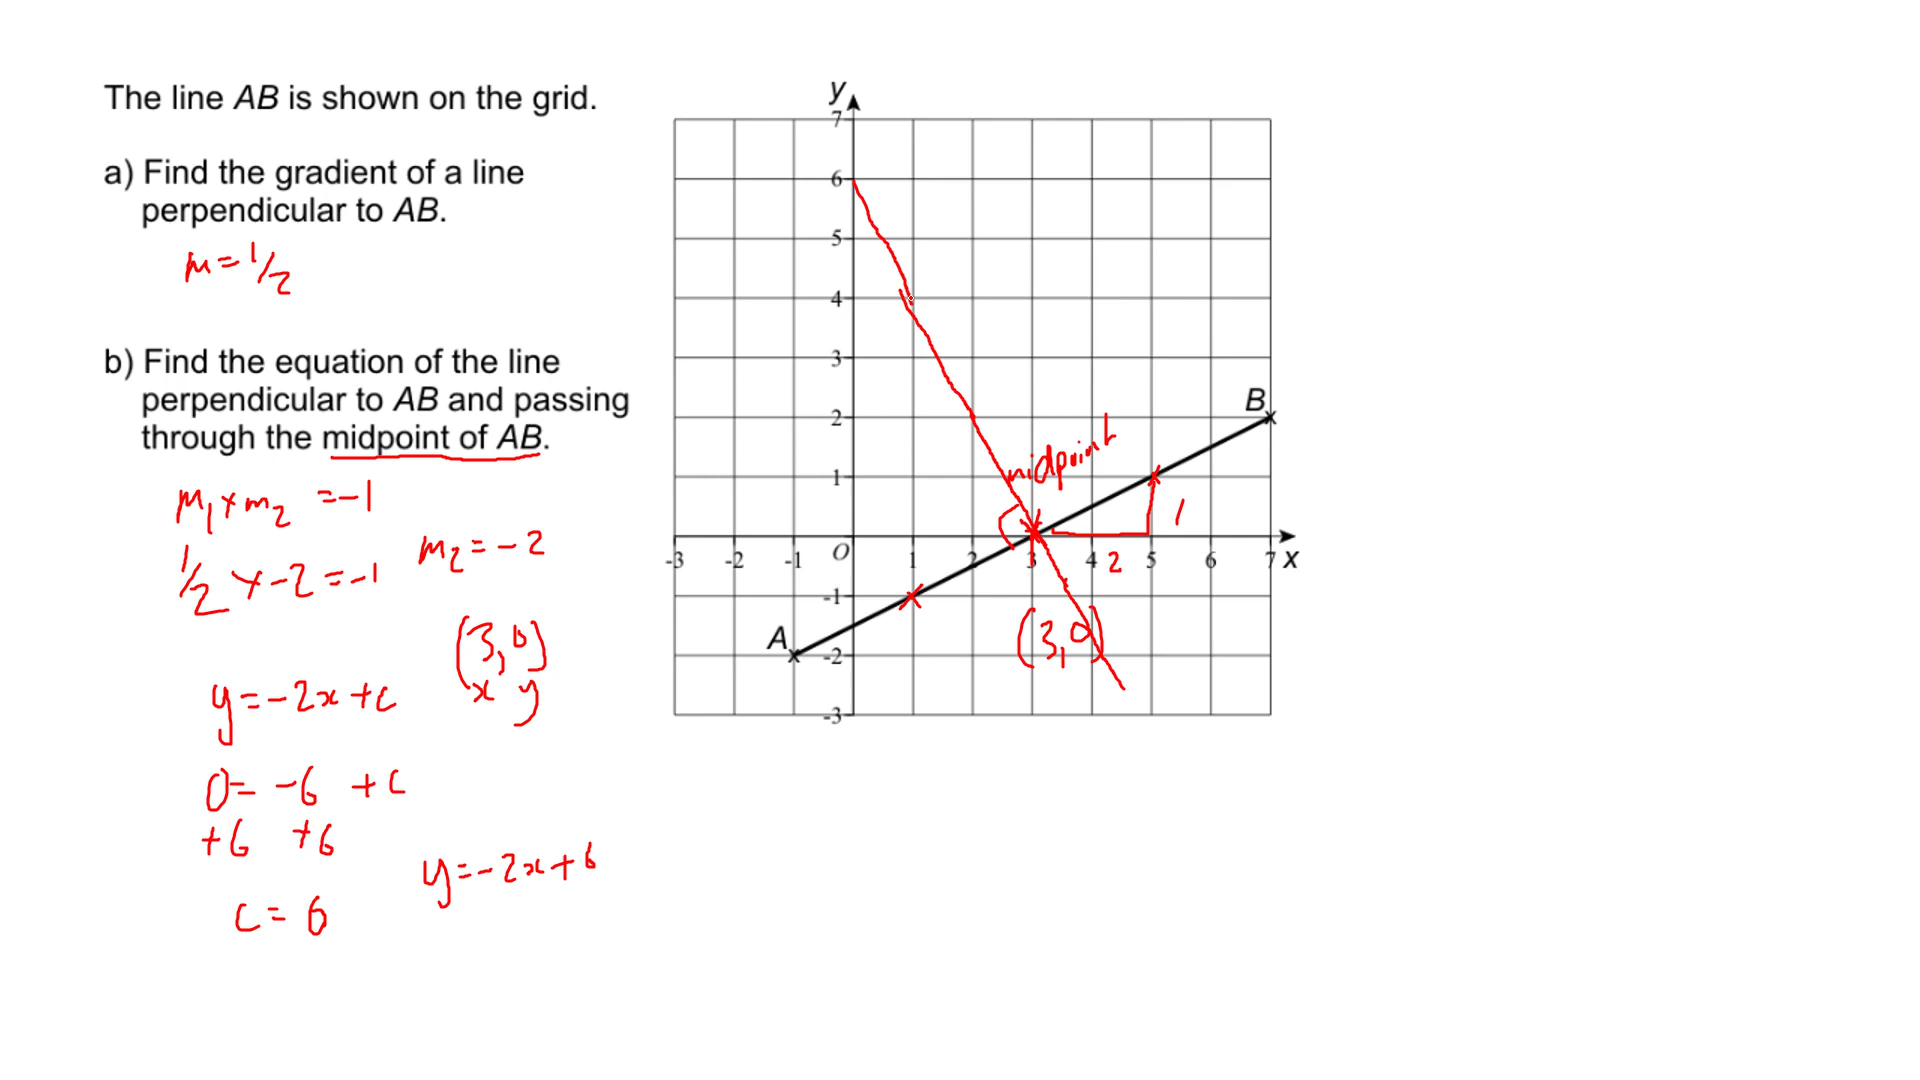 The line AB is shown on the grid.
a) Find the gradient of a line
perpendicular to AB.
m = 1/2
b) Find the equation of the line
perpendicular to AB and passing
through the midpoint of AB.
m₁ × m₂ = -1
m₂ = -2
1/2 × -2 = -1
(3, 0)
x y
y = -2x + c
0 = -6 + c
+6 +6
y = -2x + 6
c = 6
y
7
6
5
4
3
2
1
-1
-2
-3
-3 -2 -1 O 1 2 3 4 5 6 7 x
A
B
midpoint
1
2
(3, 0)